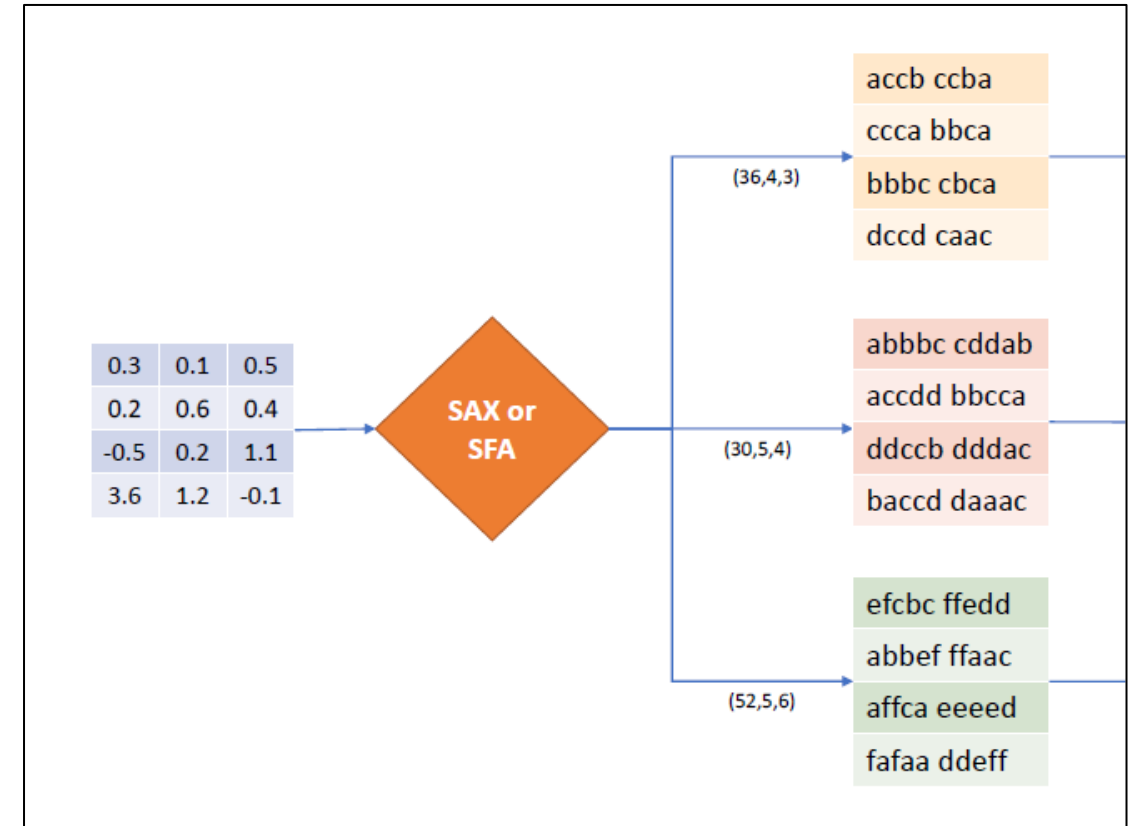 0.3 0.1 0.5
0.2 0.6 0.4
-0.5 0.2 1.1
3.6 1.2 -0.1
SAX or
SFA
(36,4,3)
accb ccba
ccca bbca
bbbc cbca
dccd caac
(30,5,4)
abbbc cddab
accdd bbcca
ddccb dddac
baccd daaac
(52,5,6)
efcbc ffedd
abbef ffaac
affca eeeed
fafaa ddeff